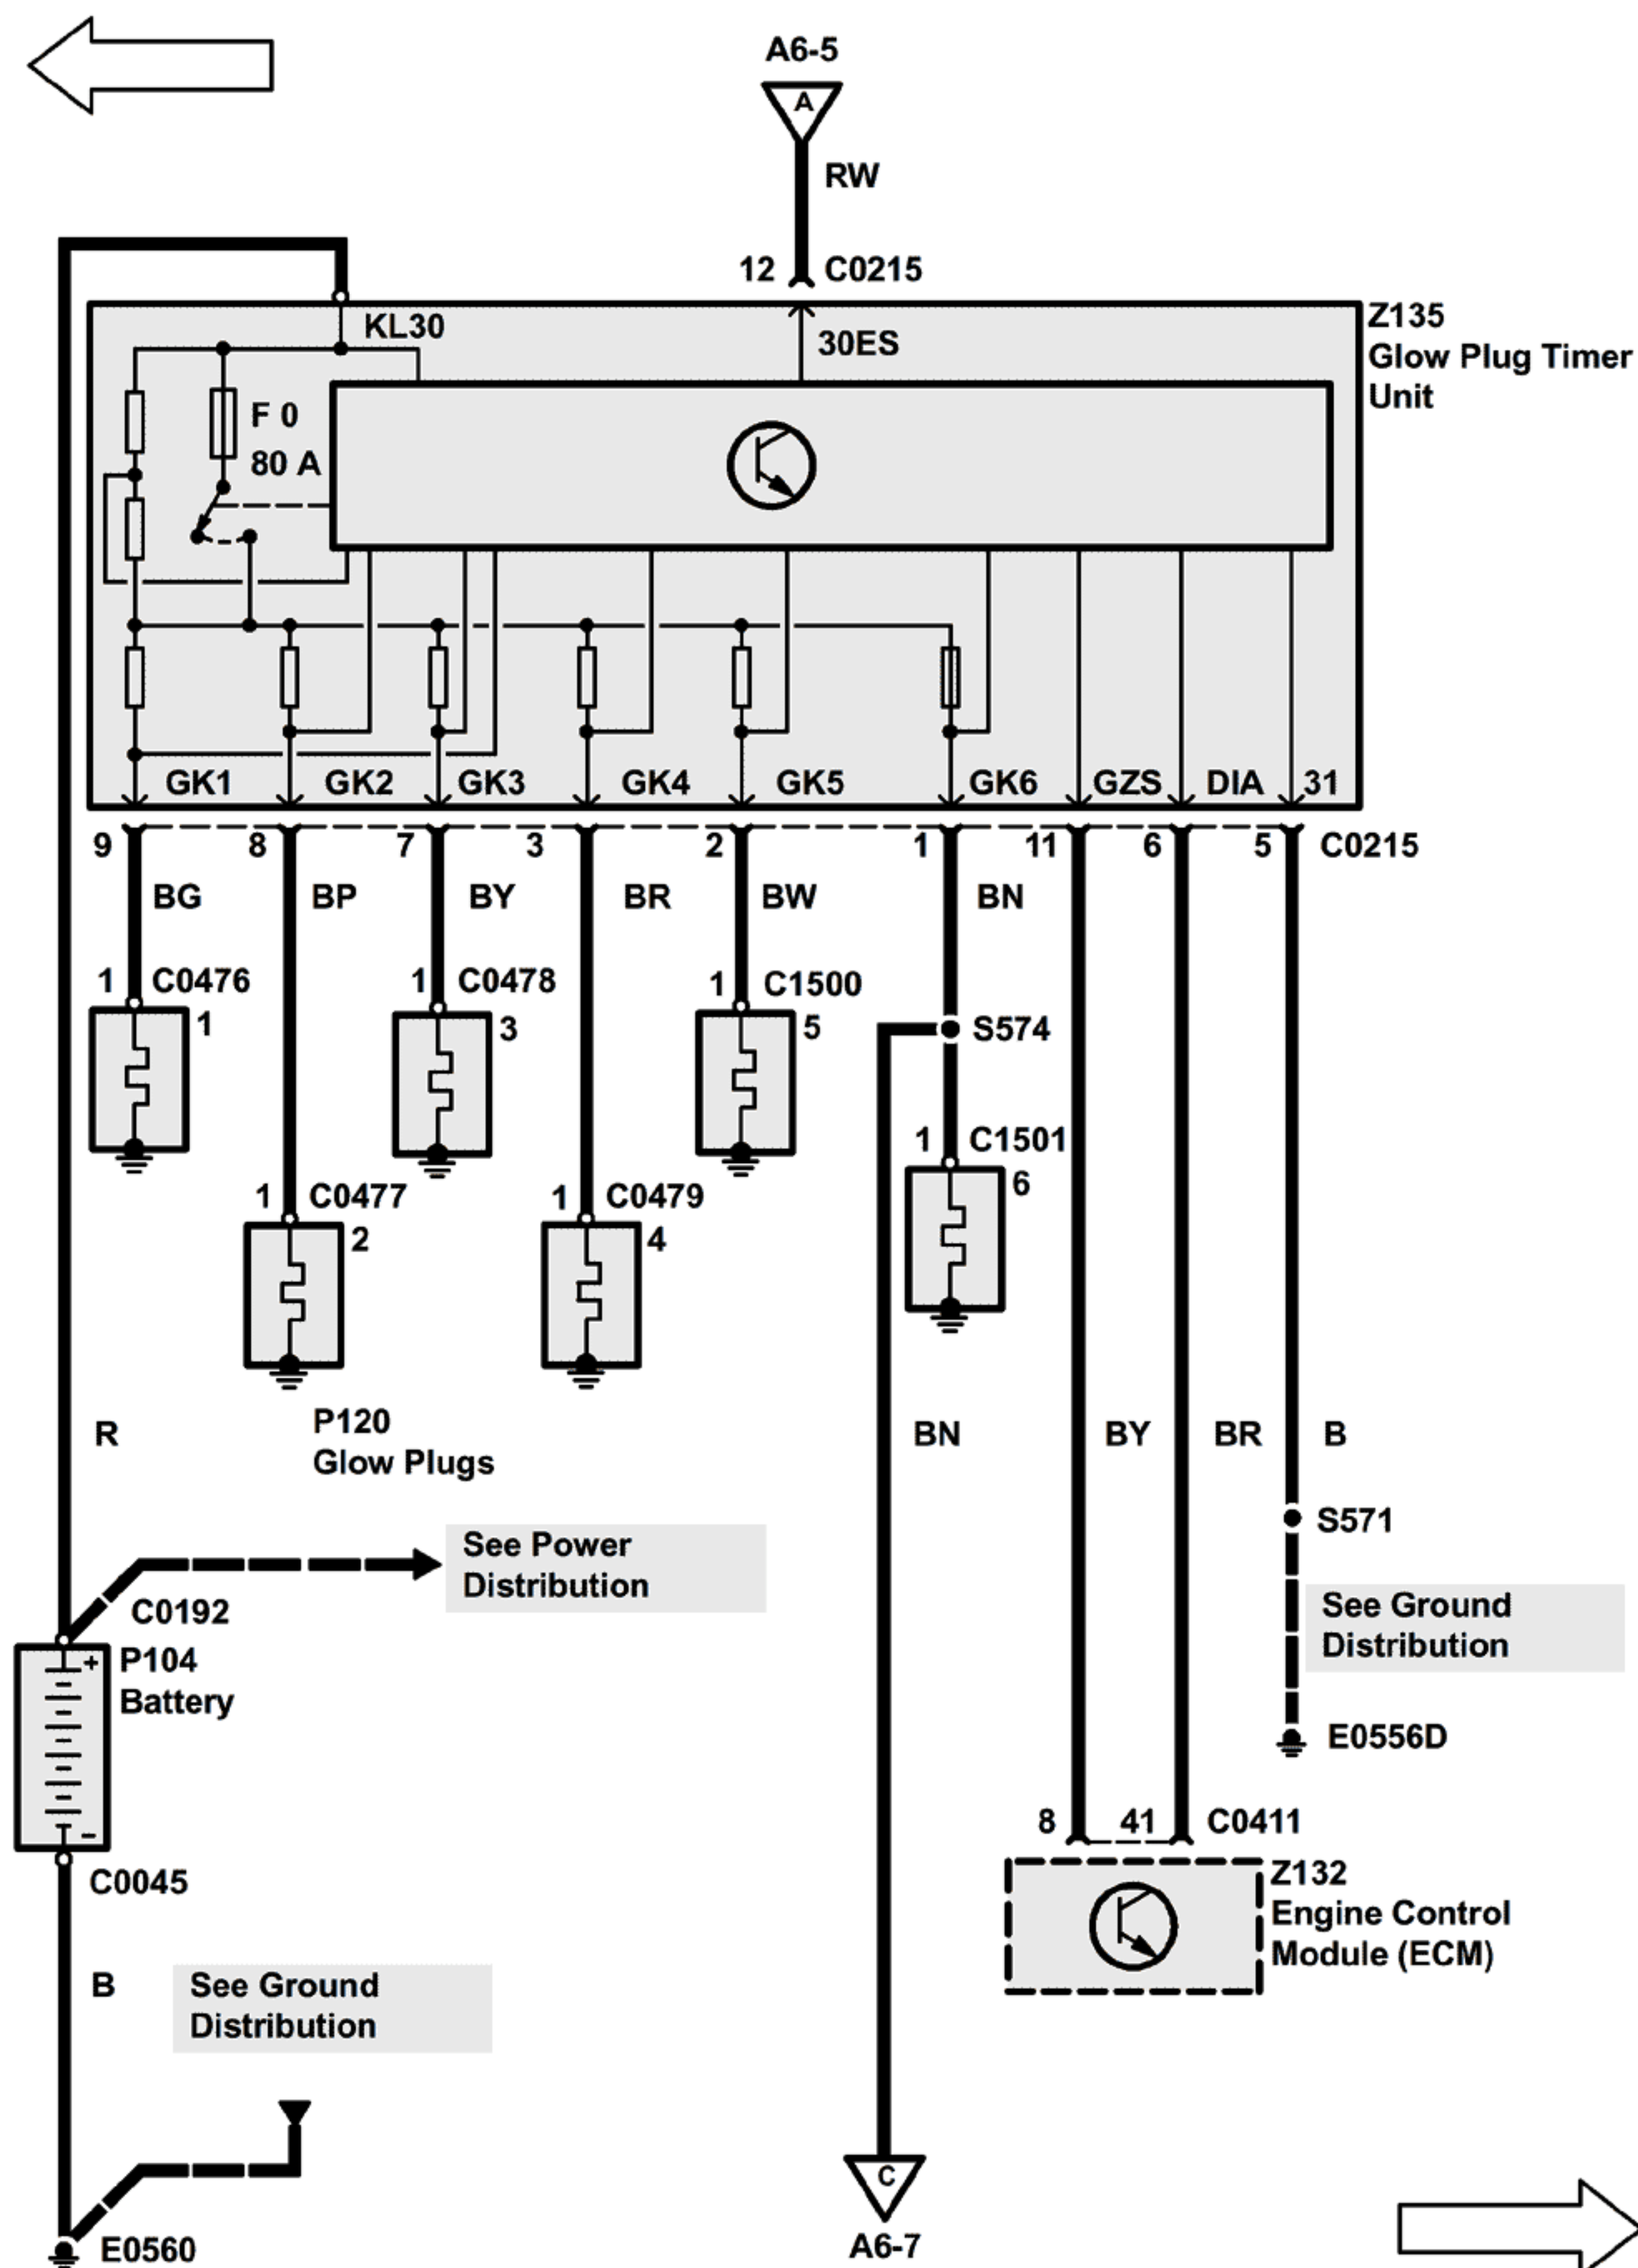 A6-5
A
RW
12 C0215
Z135
Glow Plug Timer
Unit
KL30
30ES
F 0
80 A
GK1 GK2 GK3 GK4 GK5 GK6 GZS DIA 31
9 8 7 3 2 1 11 6 5 C0215
BG BP BY BR BW BN
1 C0476
1
1 C0478
3
1 C1500
5
S574
1 C1501
6
1 C0477
2
1 C0479
4
P120
Glow Plugs
R
BN BY BR B
S571
See Power
Distribution
C0192
See Ground
Distribution
P104
Battery
+
-
E0556D
8 41 C0411
C0045
Z132
Engine Control
Module (ECM)
B
See Ground
Distribution
C
A6-7
E0560